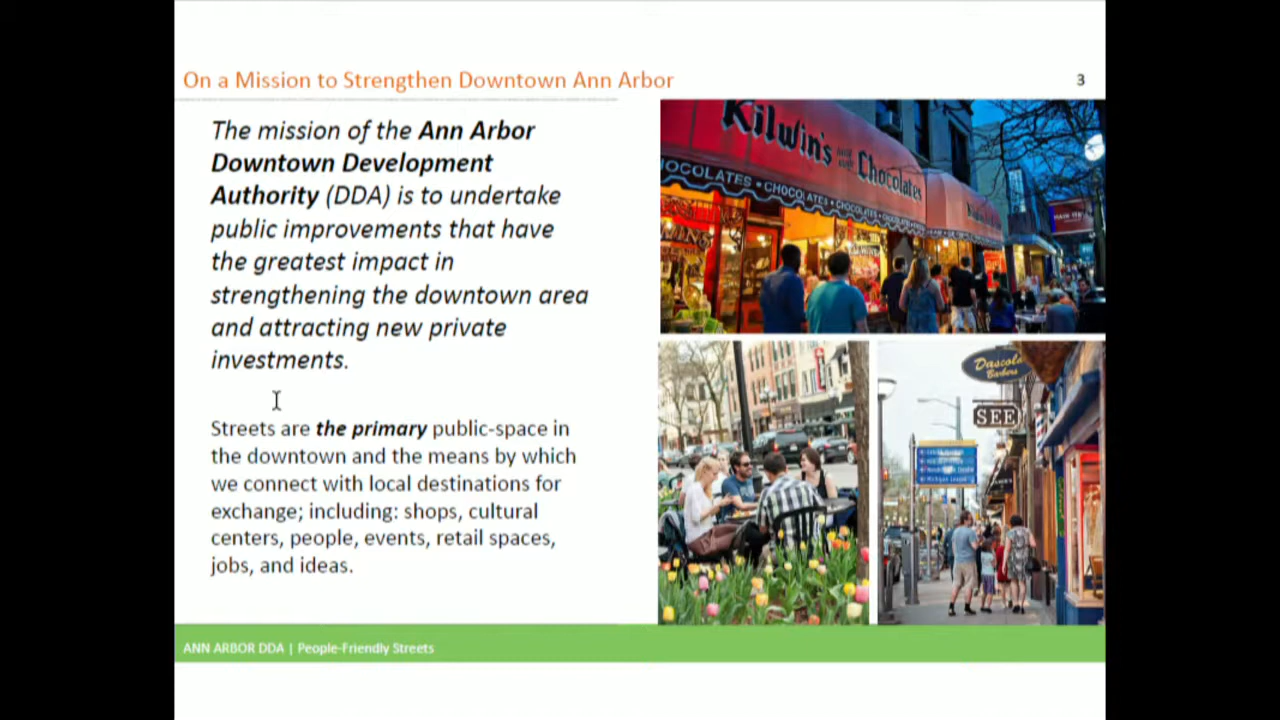 On a Mission to Strengthen Downtown Ann Arbor
3
The mission of the Ann Arbor
Downtown Development
Authority (DDA) is to undertake
public improvements that have
the greatest impact in
strengthening the downtown area
and attracting new private
investments.
Streets are the primary public-space in
the downtown and the means by which
we connect with local destinations for
exchange; including: shops, cultural
centers, people, events, retail spaces,
jobs, and ideas.
Kilwin's Chocolates
OCOLATES • CHOCOLATES • CHOCOLATES • CHOCOLATES
Dascola
Barbers
SEE
ANN ARBOR DDA | People-Friendly Streets